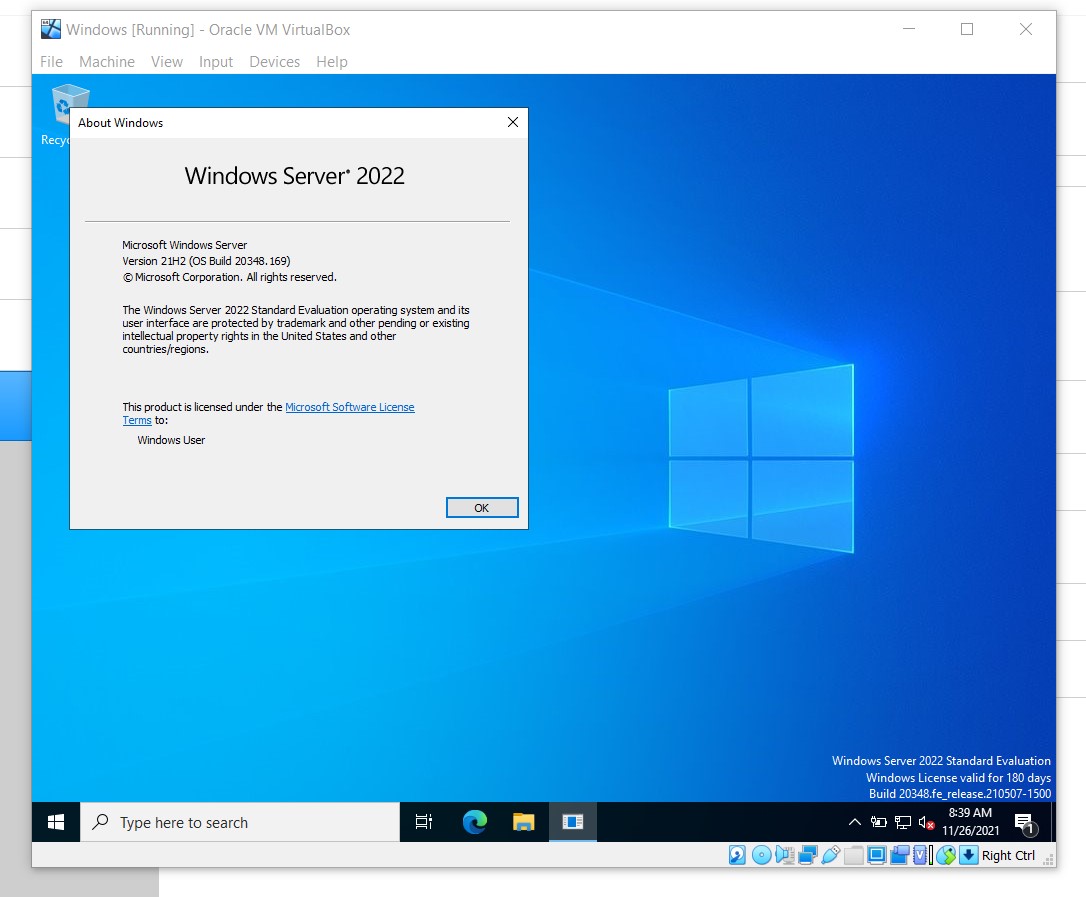 Windows [Running] - Oracle VM VirtualBox
File Machine View Input Devices Help
About Windows
Windows Server 2022
Microsoft Windows Server
Version 21H2 (OS Build 20348.169)
© Microsoft Corporation. All rights reserved.
The Windows Server 2022 Standard Evaluation operating system and its
user interface are protected by trademark and other pending or existing
intellectual property rights in the United States and other
countries/regions.
This product is licensed under the Microsoft Software License
Terms to:
Windows User
OK
Windows Server 2022 Standard Evaluation
Windows License valid for 180 days
Build 20348.fe_release.210507-1500
Type here to search
8:39 AM
11/26/2021
1
Right Ctrl